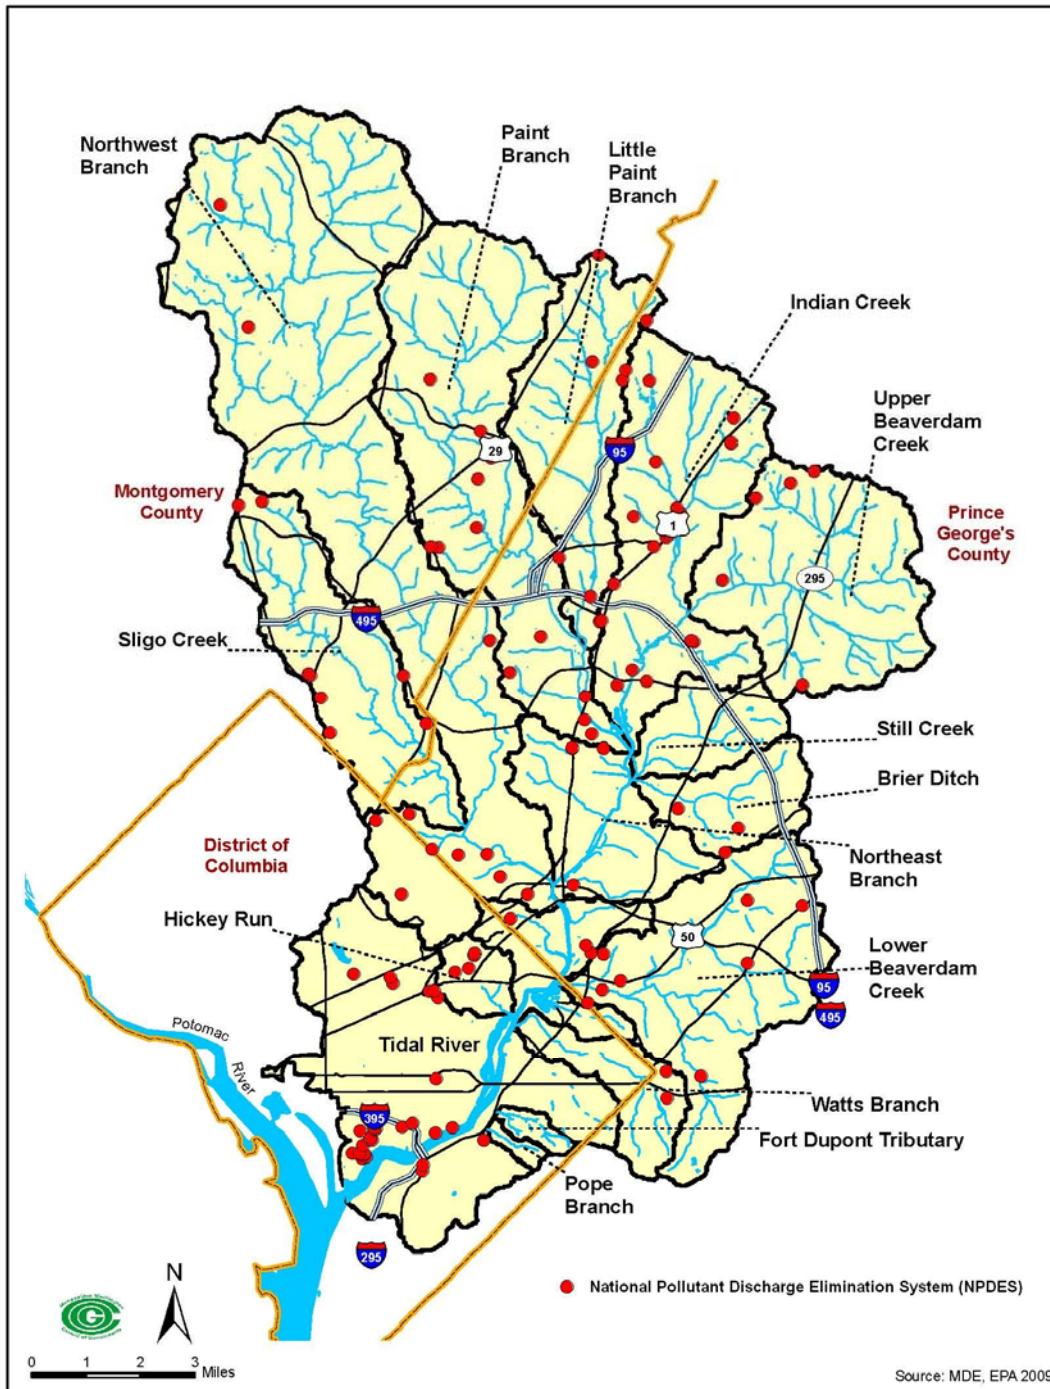 Northwest
Branch
Paint
Branch
Little
Paint
Branch
Indian Creek
Upper
Beaverdam
Creek
29
95
Montgomery
County
1
Prince
George's
County
295
495
Sligo Creek
Still Creek
Brier Ditch
District of
Columbia
Northeast
Branch
Hickey Run
50
Lower
Beaverdam
Creek
95
495
Potomac
River
Tidal River
395
Watts Branch
Fort Dupont Tributary
Pope
Branch
295
N
National Pollutant Discharge Elimination System (NPDES)
0 1 2 3
Miles
Source: MDE, EPA 2009